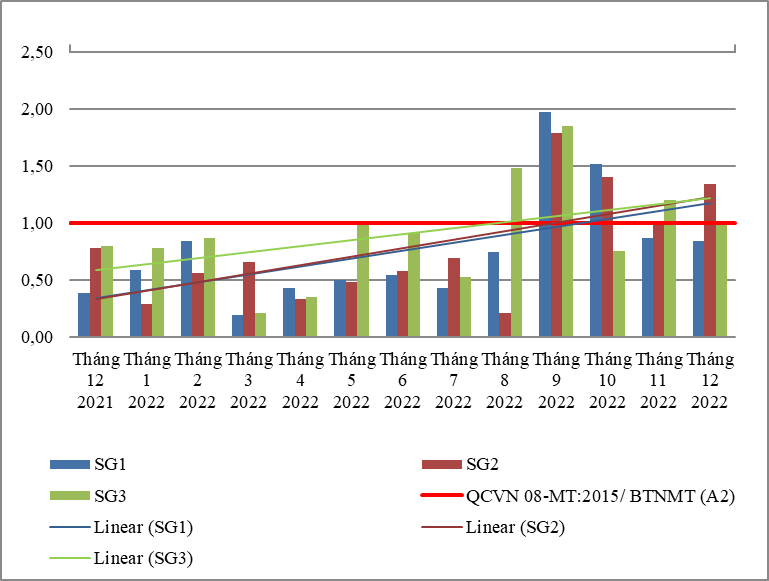 2,50
2,00
1,50
1,00
0,50
0,00
Tháng 12 2021
Tháng 1 2022
Tháng 2 2022
Tháng 3 2022
Tháng 4 2022
Tháng 5 2022
Tháng 6 2022
Tháng 7 2022
Tháng 8 2022
Tháng 9 2022
Tháng 10 2022
Tháng 11 2022
Tháng 12 2022
SG1
SG2
SG3
QCVN 08-MT:2015/ BTNMT (A2)
Linear (SG1)
Linear (SG2)
Linear (SG3)